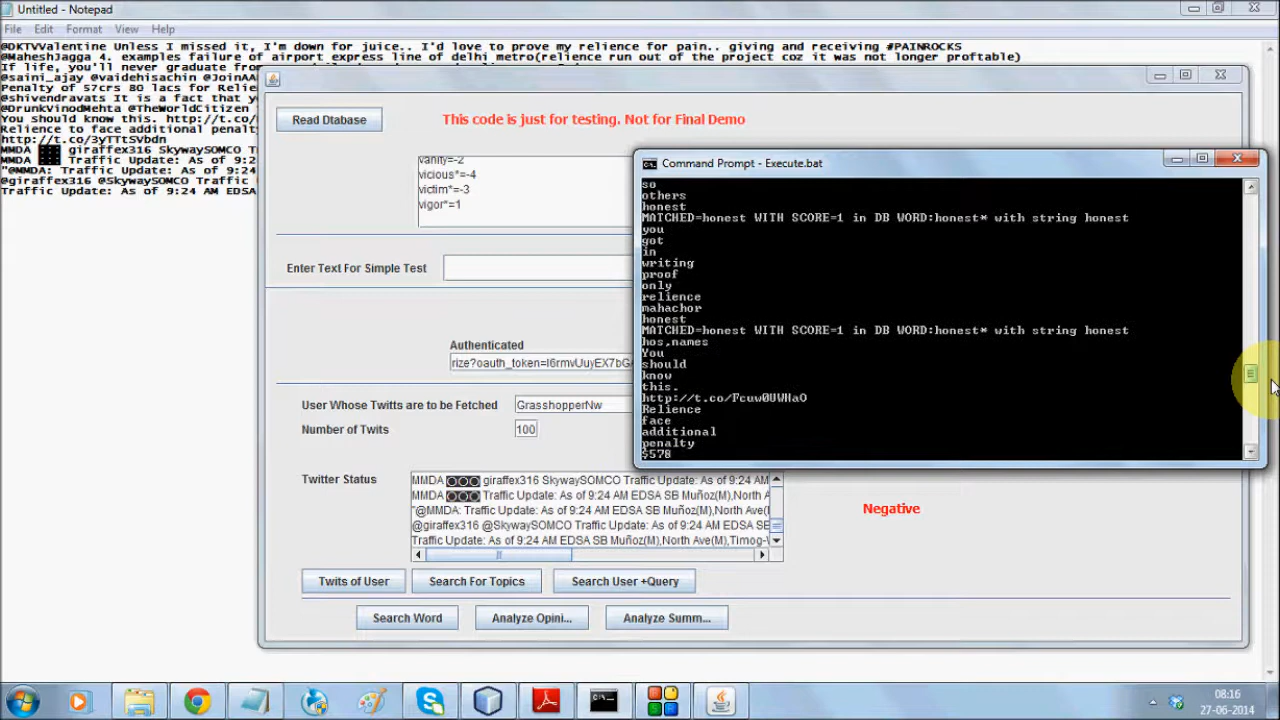 Untitled - Notepad
File Edit Format View Help
@DKTVValentine Unless I missed it, I'm down for juice.. I'd love to prove my relience for pain.. giving and receiving #PAINROCKS
@MaheshJagga 4. examples failure of airport express line of delhi metro(relience run out of the project coz it was not longer proftable)
If life, you'll never graduate from
@saini_ajay @vaidehisachin @JoinAA
Penalty of 57crs 80 lacs for Relie
@shivendravats It is a fact that y
@DrunkVinodMehta @TheWorldCitizen
You should know this. http://t.co/
Relience to face additional penalt
http://t.co/3yTTtSVbdn
MMDA giraffex316 SkywaySOMCO T
MMDA Traffic Update: As of 9:2
"@MMDA: Traffic Update: As of 9:2
@giraffex316 @SkywaySOMCO Traffic
Traffic Update: As of 9:24 AM EDSA
Read Dtabase
This code is just for testing. Not for Final Demo
vanity=-2
vicious*=-4
victim*=-3
vigor*=1
Enter Text For Simple Test
Authenticated
rize?oauth_token=I6rmvUuyEX7bG
User Whose Twitts are to be Fetched
GrasshopperNw
Number of Twits
100
Twitter Status
MMDA giraffex316 SkywaySOMCO Traffic Update: As of 9:24 A
MMDA Traffic Update: As of 9:24 AM EDSA SB Muñoz(M),North A
"@MMDA: Traffic Update: As of 9:24 AM EDSA SB Muñoz(M),North A
@giraffex316 @SkywaySOMCO Traffic Update: As of 9:24 AM EDSA
Traffic Update: As of 9:24 AM EDSA SB Muñoz(M),North Ave(M),Timog-
Negative
Twits of User
Search For Topics
Search User +Query
Search Word
Analyze Opini...
Analyze Summ...
Command Prompt - Execute.bat
so
others
honest
MATCHED=honest WITH SCORE=1 in DB WORD:honest* with string honest
you
got
in
writing
proof
only
relience
mahachor
honest
MATCHED=honest WITH SCORE=1 in DB WORD:honest* with string honest
hos,names
You
should
know
this.
http://t.co/Fcuw0UWHaO
Relience
face
additional
penalty
$578
08:16
27-06-2014